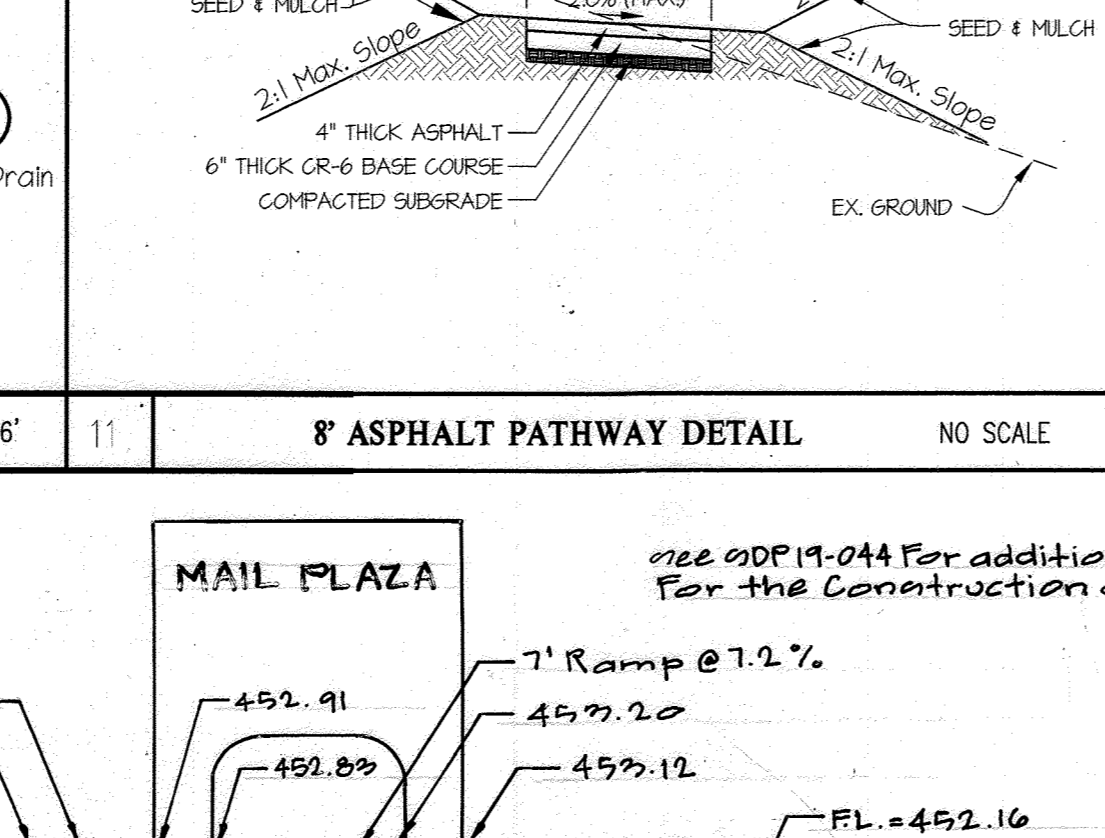 SEED & MULCH
2.0% (MAX)
SEED & MULCH
2:1 Max. Slope
2:1 Max. Slope
4" THICK ASPHALT
6" THICK CR-6 BASE COURSE
COMPACTED SUBGRADE
EX. GROUND
Drain
6'
11
8' ASPHALT PATHWAY DETAIL
NO SCALE
MAIL PLAZA
see SDP 19-044 For additio
For the Construction
7' Ramp @ 7.2%
452.91
453.20
452.83
453.12
F.L. = 452.16